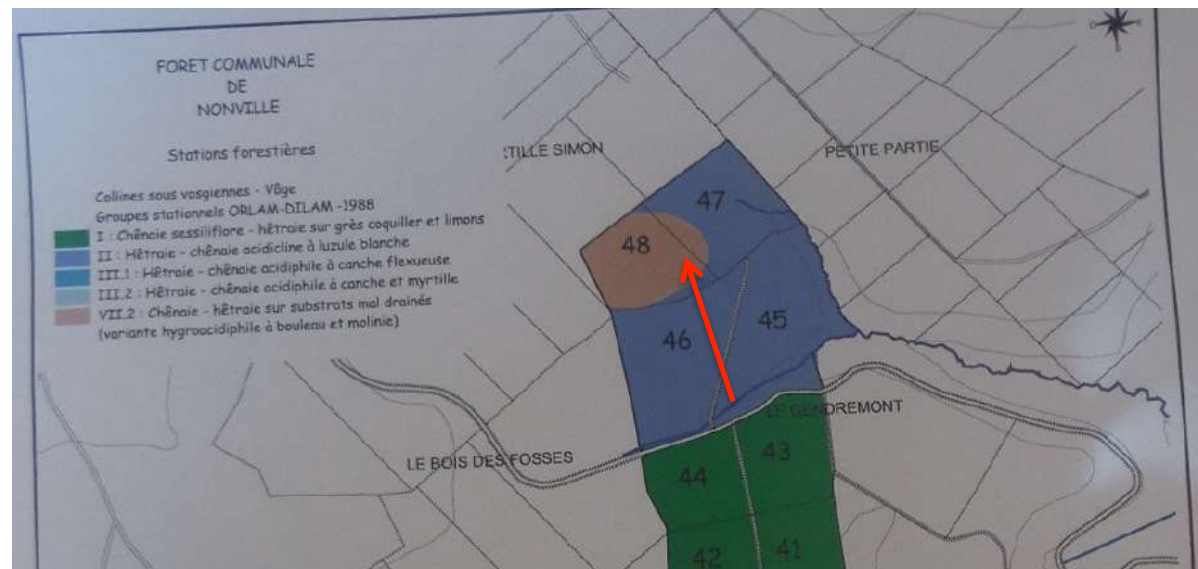 FORET COMMUNALE
DE
NONVILLE
Stations forestières
Collines sous vosgiennes - Vôge
Groupes stationnels ORLAM-DILAM -1988
I : Chênaie sessiliflore - hêtraie sur grès coquiller et limons
II : Hêtraie - chênaie acidicline à luzule blanche
III.1 : Hêtraie - chênaie acidiphile à canche flexueuse
III.2 : Hêtraie - chênaie acidiphile à canche et myrtille
VII.2 : Chênaie - hêtraie sur substrats mal drainés
(variante hygroacidiphile à bouleau et molinie)
:TILLE SIMON
PETITE PARTIE
47
48
45
46
LE GENDREMONT
LE BOIS DES FOSSES
43
44
42
41